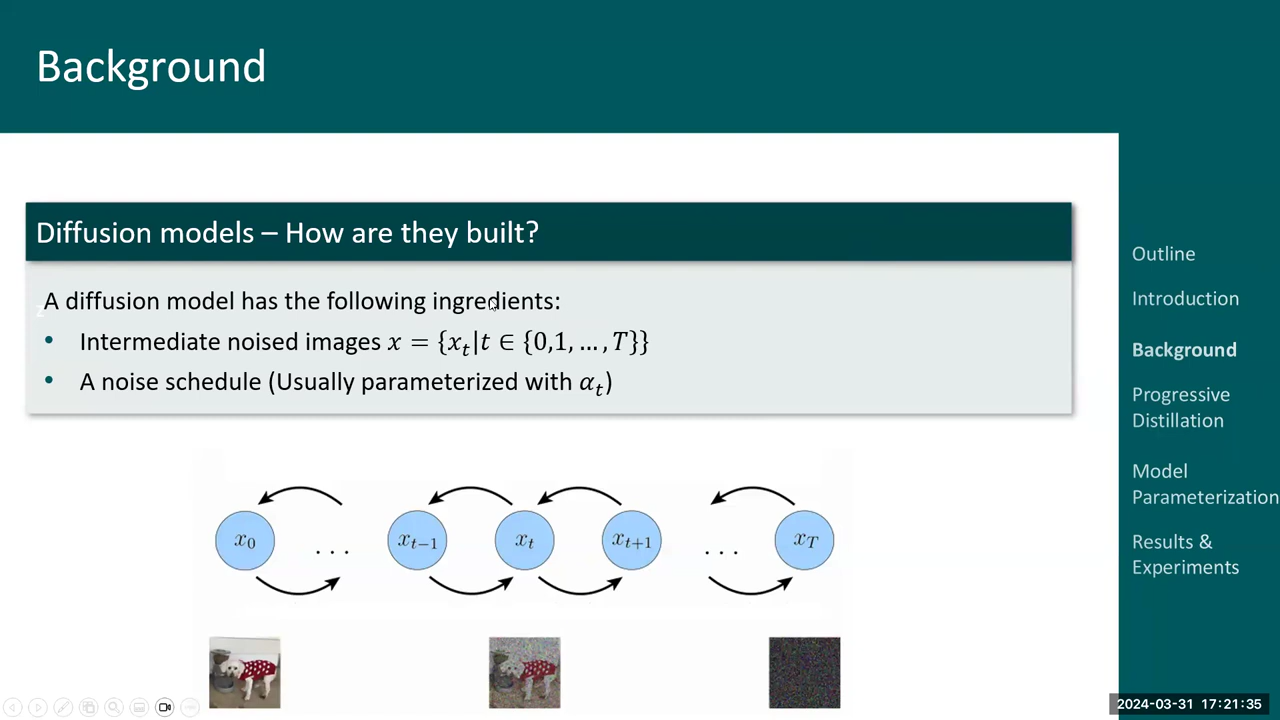 Background
Diffusion models – How are they built?
A diffusion model has the following ingredients:
z
• Intermediate noised images x = {x_t|t ∈ {0,1, … , T}}
• A noise schedule (Usually parameterized with α_t)
x_0 ... x_{t−1} x_t x_{t+1} ... x_T
Outline
Introduction
Background
Progressive
Distillation
Model
Parameterization
Results &
Experiments
2024-03-31 17:21:35